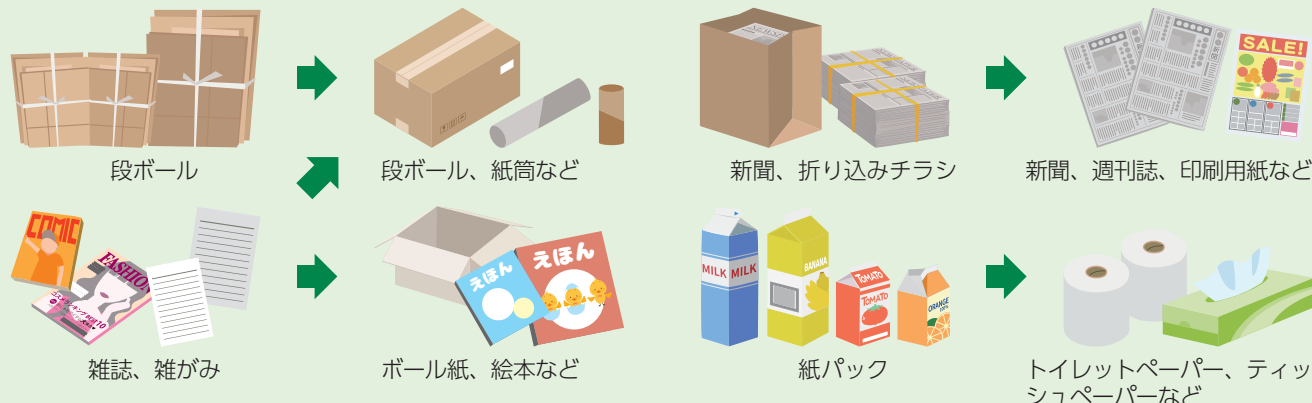 NEWS
SALE!
段ボール
段ボール、紙筒など
新聞、折り込みチラシ
新聞、週刊誌、印刷用紙など
COMIC
FASHION
えほん
えほん
MILK MILK
BANANA
TOMATO
TOMATO
ORANGE
100%
雑誌、雑がみ
ボール紙、絵本など
紙パック
トイレットペーパー、ティッ
シュペーパーなど